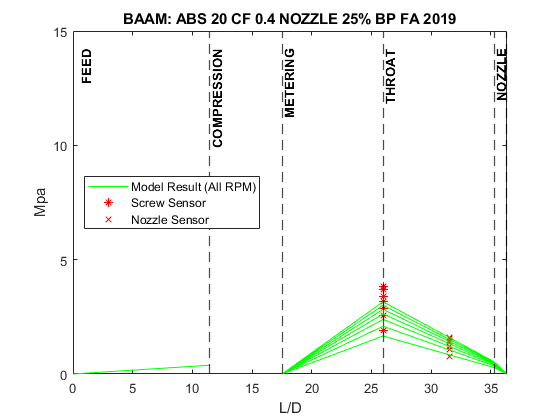 BAAM: ABS 20 CF 0.4 NOZZLE 25% BP FA 2019
15
10
5
0
Mpa
FEED
COMPRESSION
METERING
THROAT
NOZZLE
Model Result (All RPM)
Screw Sensor
Nozzle Sensor
0 5 10 15 20 25 30 35
L/D